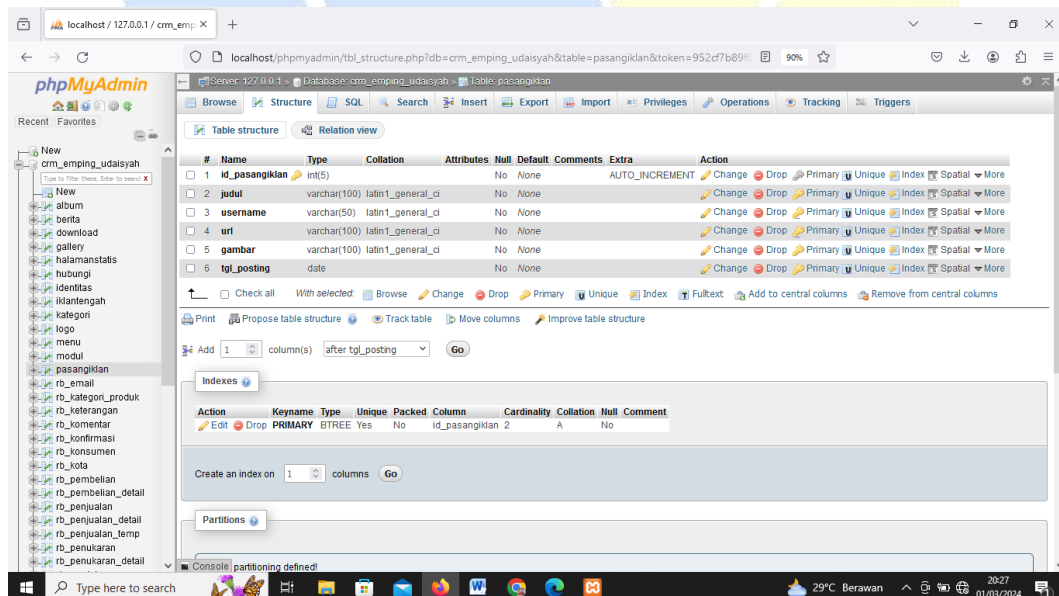 localhost / 127.0.0.1 / crm_emp
localhost/phpmyadmin/tbl_structure.php?db=crm_emping_udaisyah&table=pasangiklan&token=952cf7b89f
90%
phpMyAdmin
Recent Favorites
New
crm_emping_udaisyah
Type to filter these, Enter to search X
New
album
berita
download
gallery
halamanstatis
hubungi
identitas
iklantengah
kategori
logo
menu
modul
pasangiklan
rb_email
rb_kategori_produk
rb_keterangan
rb_komentar
rb_konfirmasi
rb_konsumen
rb_kota
rb_pembelian
rb_pembelian_detail
rb_penjualan
rb_penjualan_detail
rb_penjualan_temp
rb_penukaran
rb_penukaran_detail
Server: 127.0.0.1 » Database: crm_emping_udaisyah » Table: pasangiklan
Browse Structure SQL Search Insert Export Import Privileges Operations Tracking Triggers
Table structure Relation view
# Name Type Collation Attributes Null Default Comments Extra Action
1 id_pasangiklan int(5) No None AUTO_INCREMENT Change Drop Primary Unique Index Spatial More
2 judul varchar(100) latin1_general_ci No None Change Drop Primary Unique Index Spatial More
3 username varchar(50) latin1_general_ci No None Change Drop Primary Unique Index Spatial More
4 url varchar(100) latin1_general_ci No None Change Drop Primary Unique Index Spatial More
5 gambar varchar(100) latin1_general_ci No None Change Drop Primary Unique Index Spatial More
6 tgl_posting date No None Change Drop Primary Unique Index Spatial More
Check all With selected: Browse Change Drop Primary Unique Index Fulltext Add to central columns Remove from central columns
Print Propose table structure Track table Move columns Improve table structure
Add 1 column(s) after tgl_posting Go
Indexes
Action Keyname Type Unique Packed Column Cardinality Collation Null Comment
Edit Drop PRIMARY BTREE Yes No id_pasangiklan 2 A No
Create an index on 1 columns Go
Partitions
Console partitioning defined!
Type here to search
29°C Berawan
20:27
01/03/2024